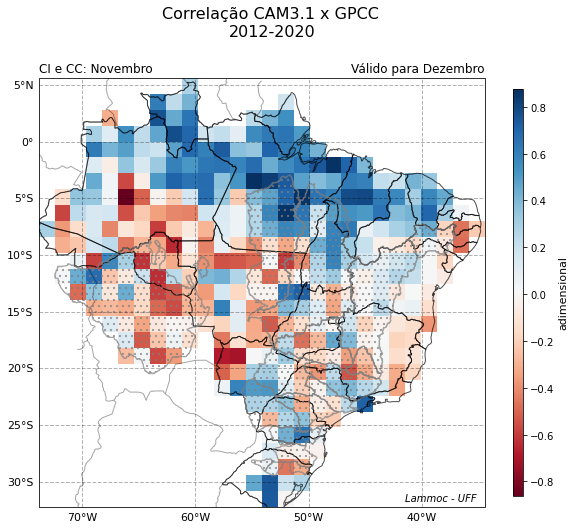 Correlação CAM3.1 x GPCC
2012-2020
CI e CC: Novembro
Válido para Dezembro
5°N
0°
5°S
10°S
15°S
20°S
25°S
30°S
70°W
60°W
50°W
40°W
Lammoc - UFF
0.8
0.6
0.4
0.2
0.0
−0.2
−0.4
−0.6
−0.8
adimensional